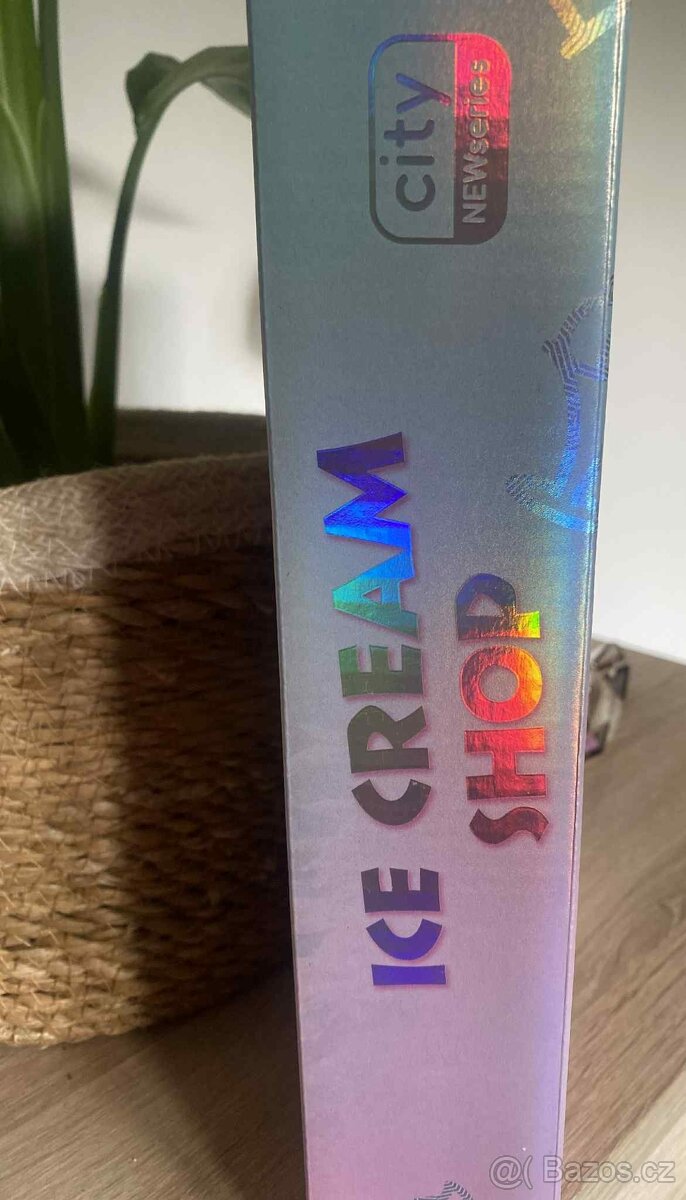 city
NEWseries
ICE CREAM
SHOP
@( Bazos.cz